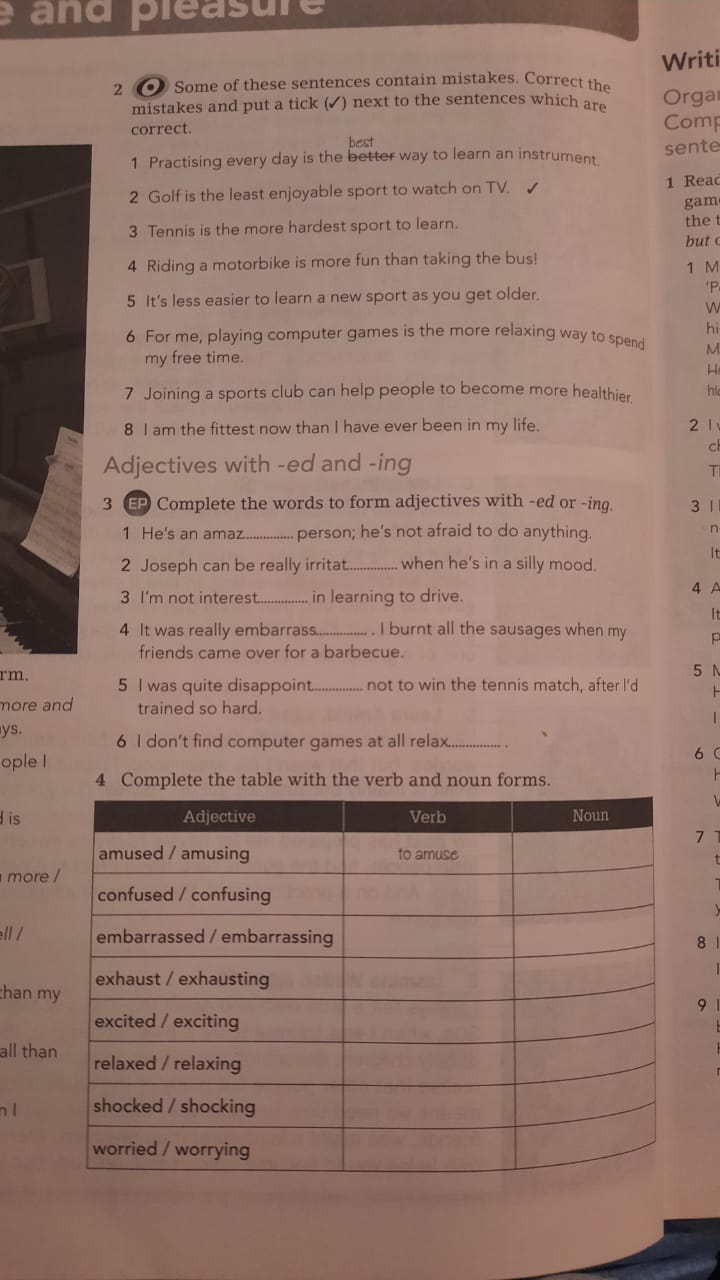 e and pleasure
2 Some of these sentences contain mistakes. Correct the
mistakes and put a tick (✓) next to the sentences which are
correct.
best
1 Practising every day is the better way to learn an instrument.
2 Golf is the least enjoyable sport to watch on TV. ✓
3 Tennis is the more hardest sport to learn.
4 Riding a motorbike is more fun than taking the bus!
5 It's less easier to learn a new sport as you get older.
6 For me, playing computer games is the more relaxing way to spend
my free time.
7 Joining a sports club can help people to become more healthier.
8 I am the fittest now than I have ever been in my life.
Adjectives with -ed and -ing
3 EP Complete the words to form adjectives with -ed or -ing.
1 He's an amaz.............. person; he's not afraid to do anything.
2 Joseph can be really irritat.............. when he's in a silly mood.
3 I'm not interest.............. in learning to drive.
4 It was really embarrass.............. . I burnt all the sausages when my
friends came over for a barbecue.
5 I was quite disappoint.............. not to win the tennis match, after I'd
trained so hard.
6 I don't find computer games at all relax.............. .
4 Complete the table with the verb and noun forms.
Adjective Verb Noun
amused / amusing to amuse
confused / confusing
embarrassed / embarrassing
exhaust / exhausting
excited / exciting
relaxed / relaxing
shocked / shocking
worried / worrying
rm.
more and
ys.
ople I
d is
more /
ell /
than my
all than
n I
Writi
Orga
Comp
sente
1 Read
game
the t
but
1 M
'P
W
hi
M
H
hi
2 I
cl
T
3 I
n
It
4 A
It
p
5 M
H
I
6
7 T
t
T
y
8 I
I
9 I